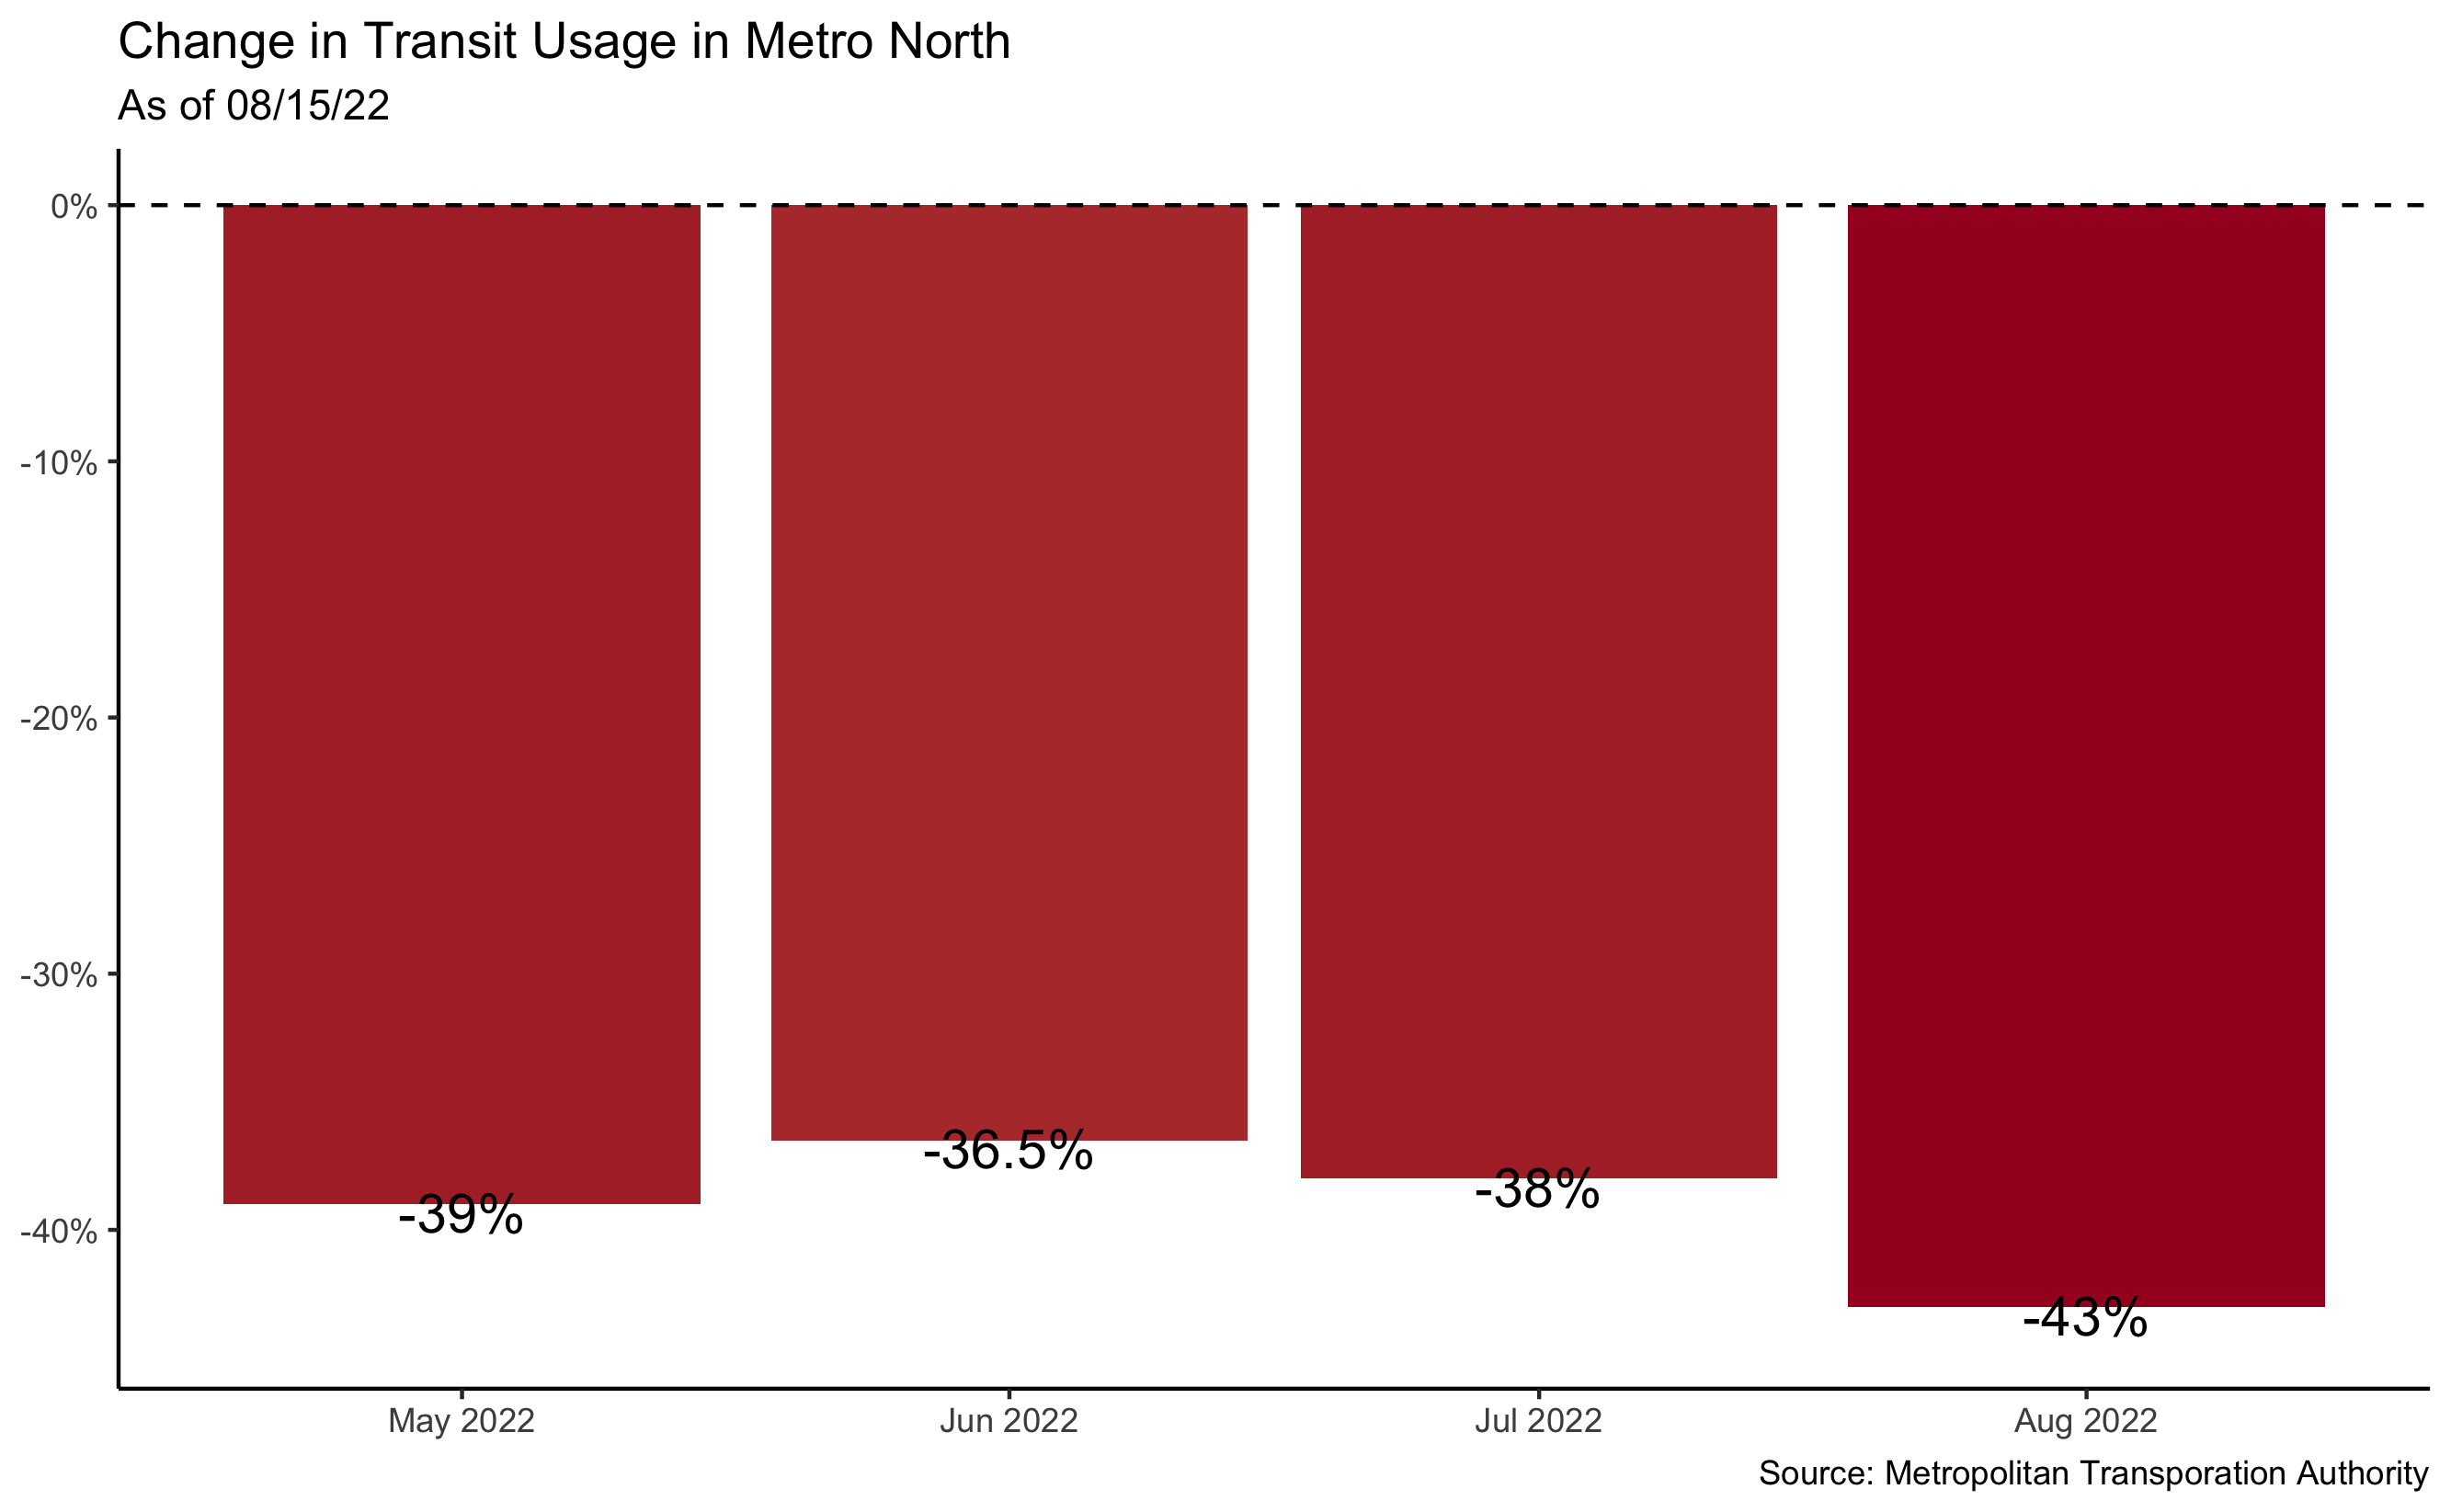 Change in Transit Usage in Metro North
As of 08/15/22
0%
-10%
-20%
-30%
-40%
-39%
-36.5%
-38%
-43%
May 2022
Jun 2022
Jul 2022
Aug 2022
Source: Metropolitan Transporation Authority